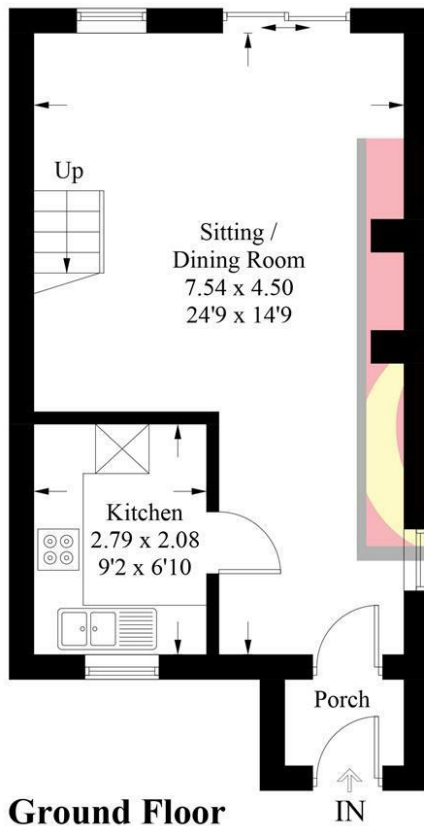 Up
Sitting /
Dining Room
7.54 x 4.50
24'9 x 14'9
Kitchen
2.79 x 2.08
9'2 x 6'10
Porch
Ground Floor
IN